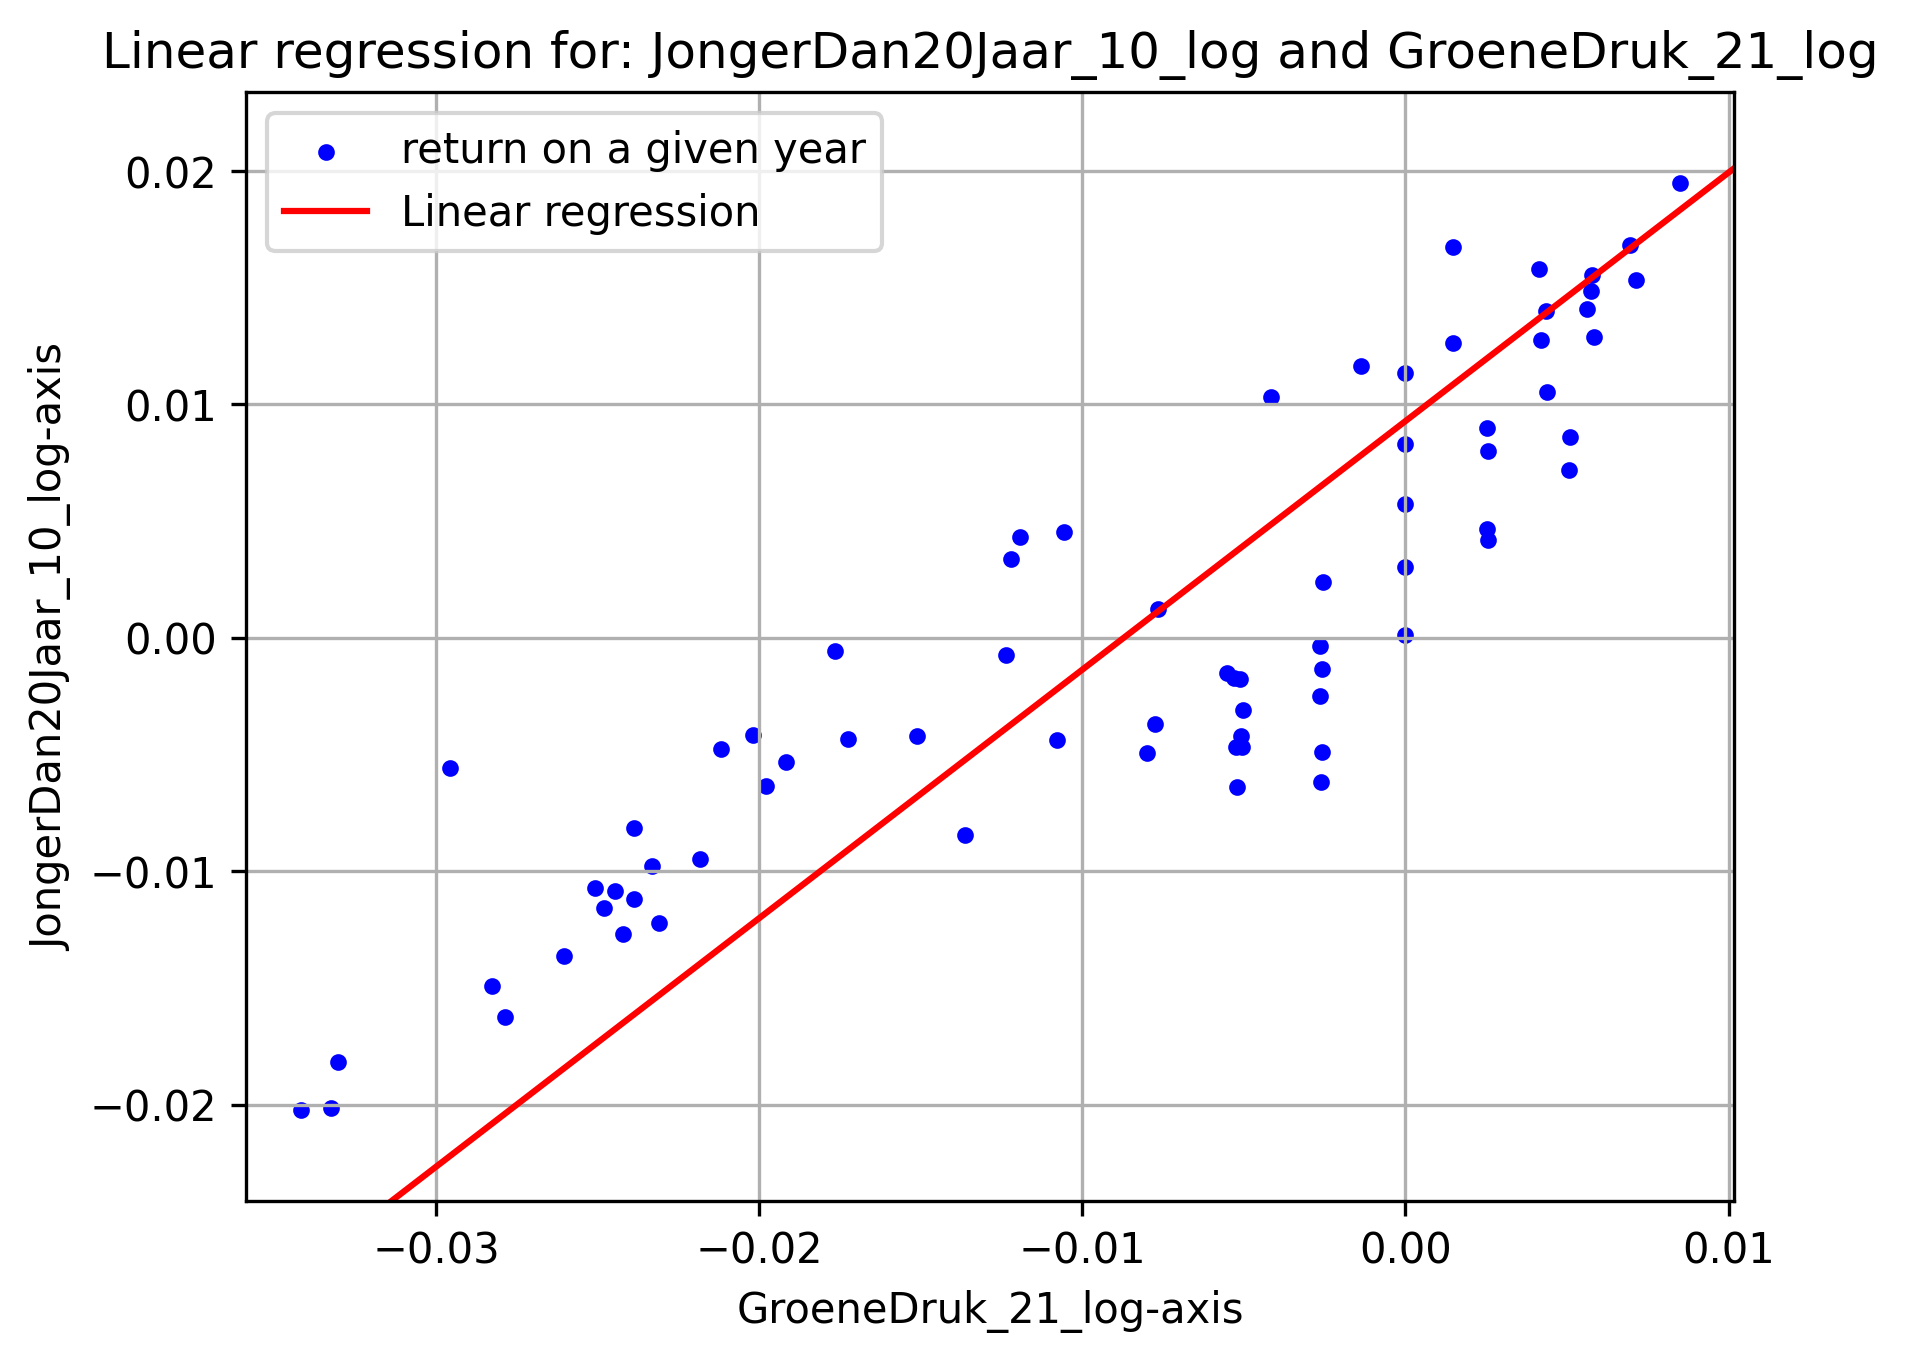 Linear regression for: JongerDan20Jaar_10_log and GroeneDruk_21_log
return on a given year
Linear regression
JongerDan20Jaar_10_log-axis
0.02
0.01
0.00
−0.01
−0.02
−0.03 −0.02 −0.01 0.00 0.01
GroeneDruk_21_log-axis